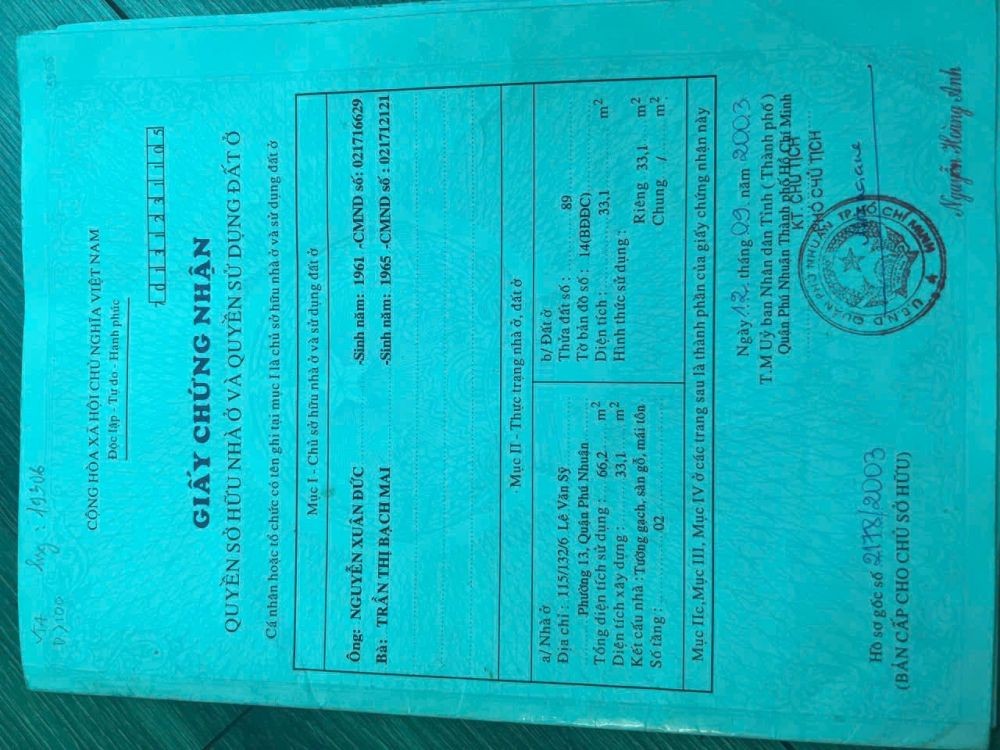 19306
CỘNG HÒA XÃ HỘI CHỦ NGHĨA VIỆT NAM
Độc lập - Tự do - Hạnh phúc
GIẤY CHỨNG NHẬN
QUYỀN SỞ HỮU NHÀ Ở VÀ QUYỀN SỬ DỤNG ĐẤT Ở
Cá nhân hoặc tổ chức có tên ghi tại mục I là chủ sở hữu nhà ở và sử dụng đất ở
Mục I - Chủ sở hữu nhà ở và sử dụng đất ở
Ông: NGUYỄN XUÂN ĐỨC -Sinh năm: 1961 -CMND số: 021716629
Bà: TRẦN THỊ BẠCH MAI -Sinh năm: 1965 -CMND số: 021712121
Mục II - Thực trạng nhà ở, đất ở
a/ Nhà ở
Địa chỉ : 115/132/6 Lê Văn Sỹ
Phường 13, Quận Phú Nhuận
Tổng diện tích sử dụng : 66,2 m²
Diện tích xây dựng : 33,1 m²
Kết cấu nhà : Tường gạch, sàn gỗ, mái tôn
Số tầng : 02
b/ Đất ở
Thửa đất số : 89
Tờ bản đồ số : 14(BĐĐC)
Diện tích : 33,1 m²
Hình thức sử dụng :
Riêng 33,1 m²
Chung / m²
Mục IIc, Mục III, Mục IV ở các trang sau là thành phần của giấy chứng nhận này
Ngày 12 tháng 09 năm 2003
T.M Uỷ ban Nhân dân Tỉnh ( Thành phố )
Quận Phú Nhuận Thành phố Hồ Chí Minh
KT. CHỦ TỊCH
PHÓ CHỦ TỊCH
U.B.N.D QUẬN PHÚ NHUẬN T.P. HỒ CHÍ MINH
Nguyễn Hoàng Anh
Hồ sơ gốc số 2178/2003
(BẢN CẤP CHO CHỦ SỞ HỮU)